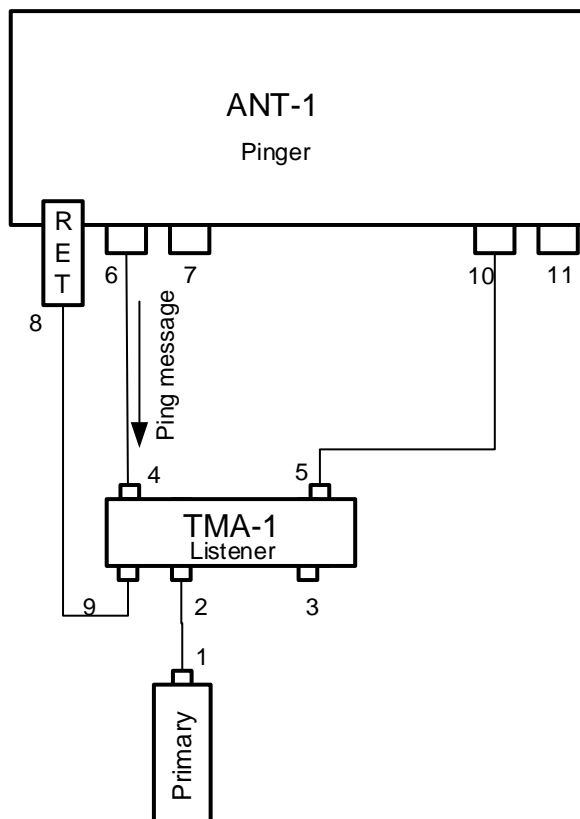 ANT-1
Pinger
RET
6
7
10
11
8
Ping message
4
5
TMA-1
Listener
9
2
3
1
Primary